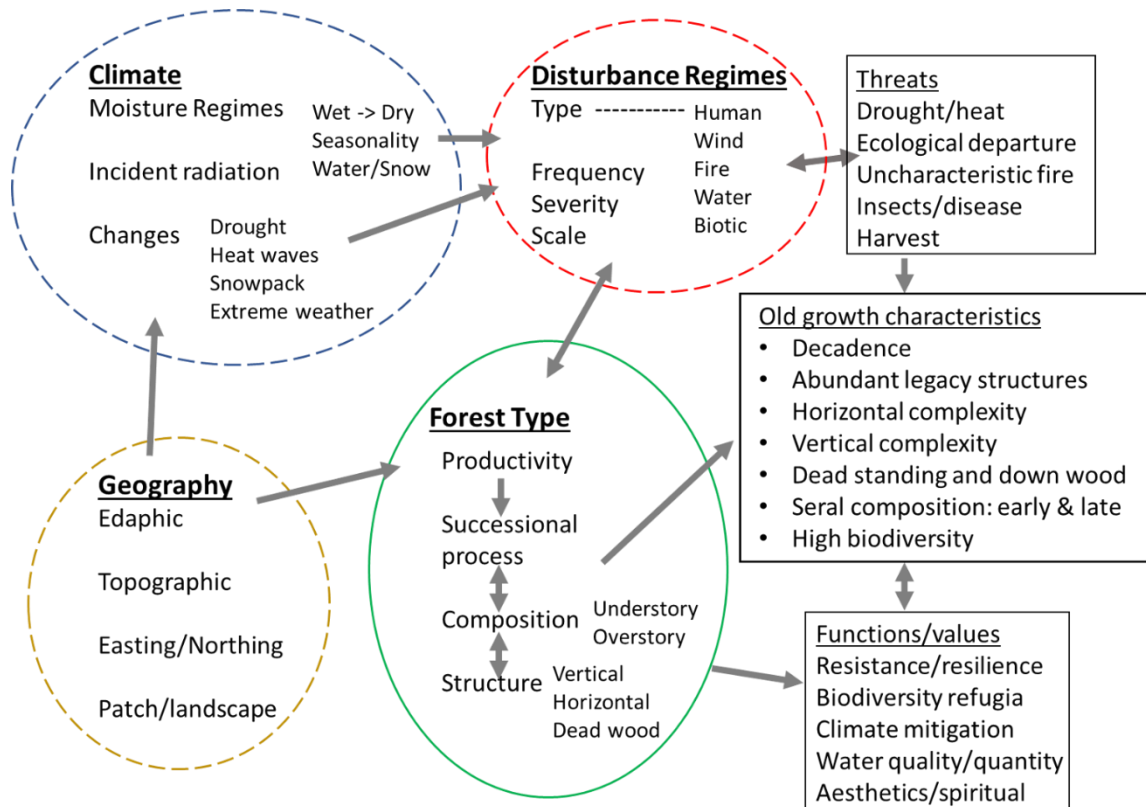 Climate
Moisture Regimes
Wet -> Dry
Seasonality
Water/Snow
Incident radiation
Changes
Drought
Heat waves
Snowpack
Extreme weather
Disturbance Regimes
Type ------------ Human
Wind
Fire
Water
Biotic
Frequency
Severity
Scale
Threats
Drought/heat
Ecological departure
Uncharacteristic fire
Insects/disease
Harvest
Geography
Edaphic
Topographic
Easting/Northing
Patch/landscape
Forest Type
Productivity
Successional
process
Composition
Understory
Overstory
Structure
Vertical
Horizontal
Dead wood
Old growth characteristics
• Decadence
• Abundant legacy structures
• Horizontal complexity
• Vertical complexity
• Dead standing and down wood
• Seral composition: early & late
• High biodiversity
Functions/values
Resistance/resilience
Biodiversity refugia
Climate mitigation
Water quality/quantity
Aesthetics/spiritual